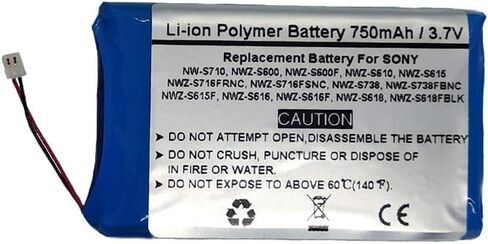 Li-ion Polymer Battery 750mAh / 3.7V
Replacement Battery For SONY
NW-S710, NWZ-S600, NWZ-S600F, NWZ-S610, NWZ-S615
NWZ-S716FRNC, NWZ-S716FSNC, NWZ-S738, NWZ-S738FBNC
NWZ-S615F, NWZ-S616, NWZ-S616F, NWZ-S618, NWZ-S618FBLK
CAUTION
DO NOT ATTEMPT OPEN,DISASSEMBLE OR SERVICE BATTERY
DO NOT CRUSH, PUNCTURE OR DISPOSE OF
IN FIRE OR WATER
DO NOT EXPOSE TO ABOVE 60℃(140℉)
CE